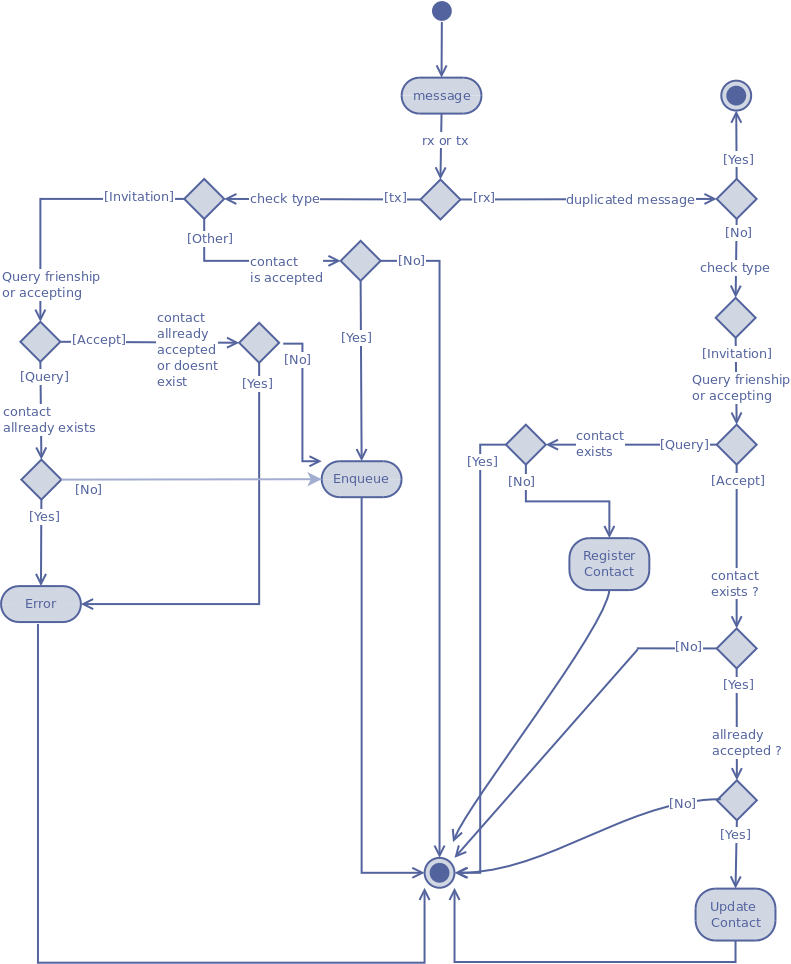 message
rx or tx
[Yes]
[Invitation]
check type
[tx]
[rx]
duplicated message
[Other]
[No]
contact
is accepted
[No]
check type
Query frienship
or accepting
contact
allready
accepted
or doesnt
exist
[Accept]
[Yes]
[No]
[Invitation]
[Query]
[Yes]
Query frienship
or accepting
contact
allready exists
contact
exists
[Query]
[Yes]
[No]
Enqueue
[No]
[Accept]
[Yes]
Register
Contact
contact
exists ?
Error
[No]
[Yes]
allready
accepted ?
[No]
[Yes]
Update
Contact